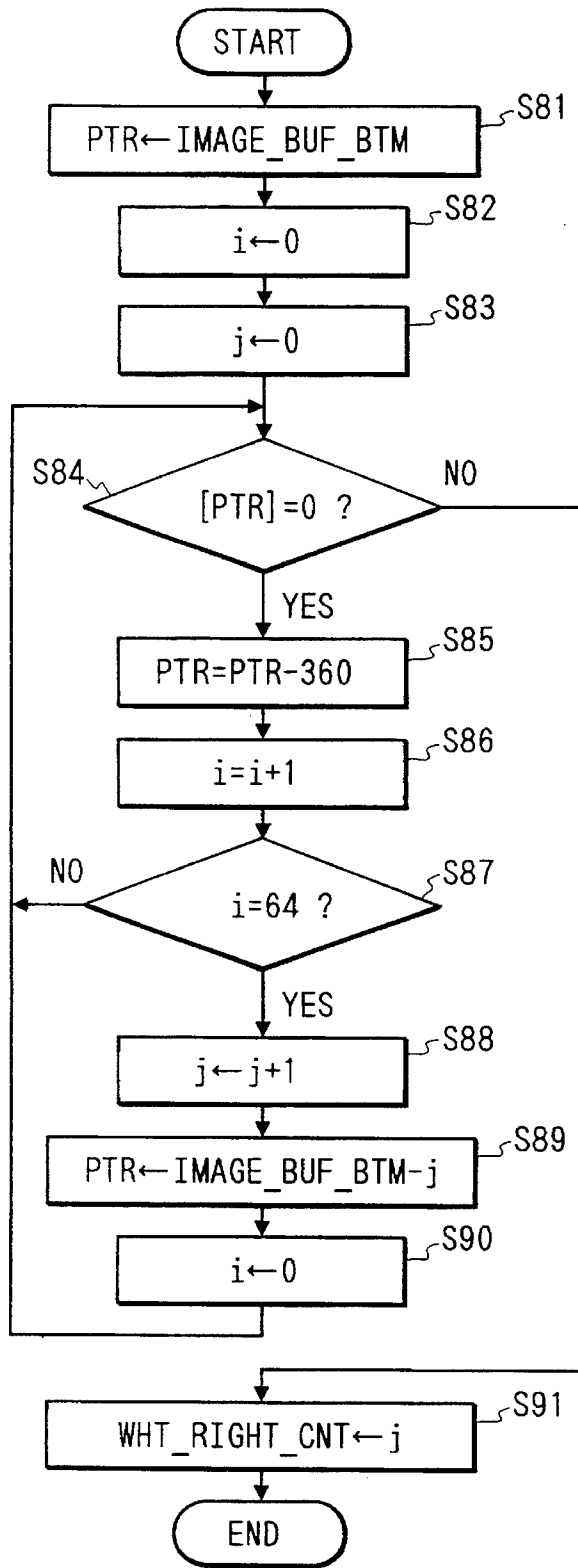 START
S81
PTR←IMAGE_BUF_BTM
S82
i←0
S83
j←0
S84
[PTR]=0 ?
NO
YES
S85
PTR=PTR-360
S86
i=i+1
NO
S87
i=64 ?
YES
S88
j←j+1
S89
PTR←IMAGE_BUF_BTM-j
S90
i←0
S91
WHT_RIGHT_CNT←j
END